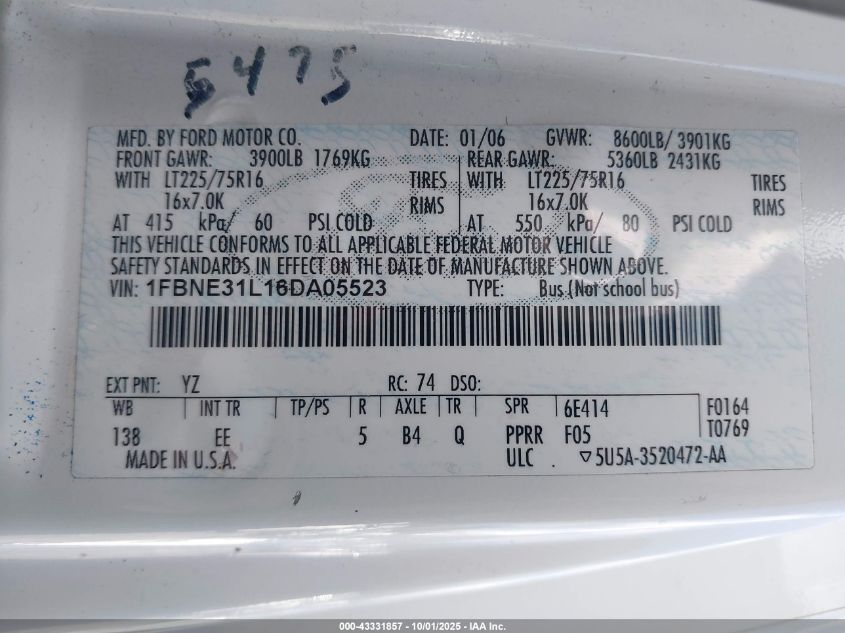 5475
MFD. BY FORD MOTOR CO. DATE: 01/06 GVWR: 8600LB/ 3901KG
FRONT GAWR: 3900LB 1769KG REAR GAWR: 5360LB 2431KG
WITH LT225/75R16 TIRES WITH LT225/75R16 TIRES
16x7.0K RIMS 16x7.0K RIMS
AT 415 kPa/ 60 PSI COLD AT 550 kPa/ 80 PSI COLD
THIS VEHICLE CONFORMS TO ALL APPLICABLE FEDERAL MOTOR VEHICLE
SAFETY STANDARDS IN EFFECT ON THE DATE OF MANUFACTURE SHOWN ABOVE.
VIN: 1FBNE31L16DA05523 TYPE: Bus (Not school bus)
EXT PNT: YZ RC: 74 DSO:
WB INT TR TP/PS R AXLE TR SPR 6E414 F0164
138 EE 5 B4 Q PPRR F05 T0769
MADE IN U.S.A. ULC . ▽5U5A-3520472-AA
000-43331857 - 10/01/2025 - IAA Inc.